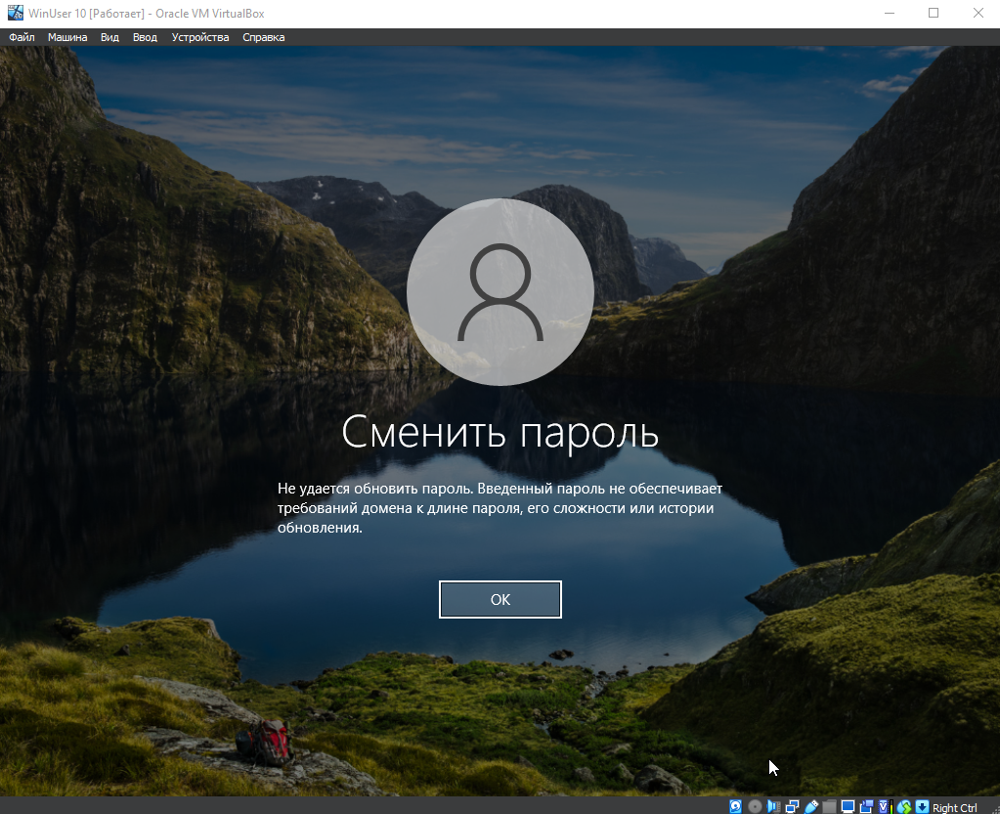 WinUser 10 [Работает] - Oracle VM VirtualBox
Файл Машина Вид Ввод Устройства Справка
Сменить пароль
Не удается обновить пароль. Введенный пароль не обеспечивает
требований домена к длине пароля, его сложности или истории
обновления.
ОК
Right Ctrl